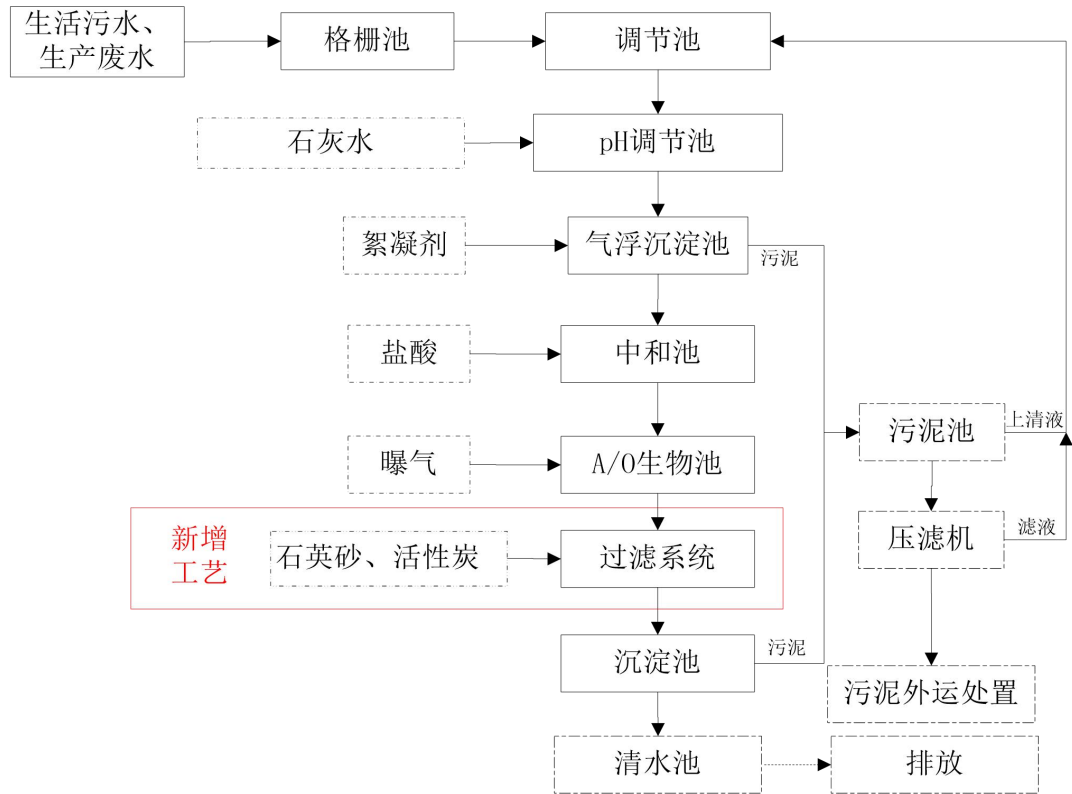 生活污水、
生产废水
格栅池
调节池
石灰水
pH调节池
絮凝剂
气浮沉淀池
污泥
盐酸
中和池
污泥池
上清液
曝气
A/O生物池
新增
工艺
石英砂、活性炭
过滤系统
压滤机
滤液
沉淀池
污泥
污泥外运处置
清水池
排放